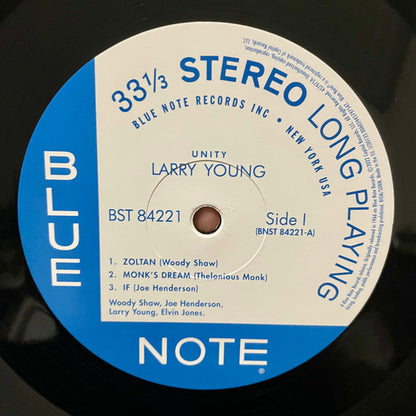 33 1/3 STEREO LONG PLAYING
BLUE NOTE RECORDS INC • NEW YORK USA
UNITY
LARRY YOUNG
BST 84221
Side I
(BNST 84221-A)
1. ZOLTAN (Woody Shaw)
2. MONK'S DREAM (Thelonious Monk)
3. IF (Joe Henderson)
Woody Shaw, Joe Henderson,
Larry Young, Elvin Jones.
BLUE
NOTE®